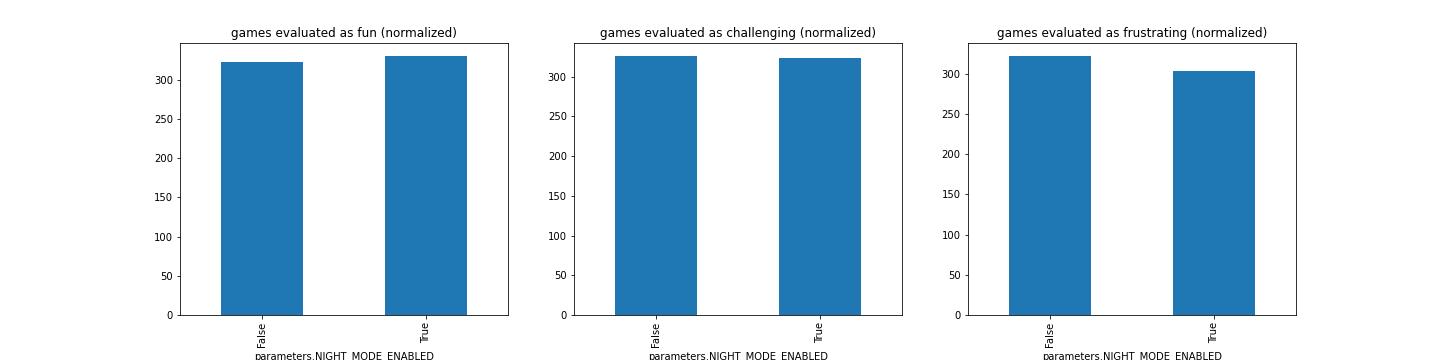 games evaluated as fun (normalized)
300
250
200
150
100
50
0
False
True
parameters.NIGHT_MODE_ENABLED
games evaluated as challenging (normalized)
300
250
200
150
100
50
0
False
True
parameters.NIGHT_MODE_ENABLED
games evaluated as frustrating (normalized)
300
250
200
150
100
50
0
False
True
parameters.NIGHT_MODE_ENABLED